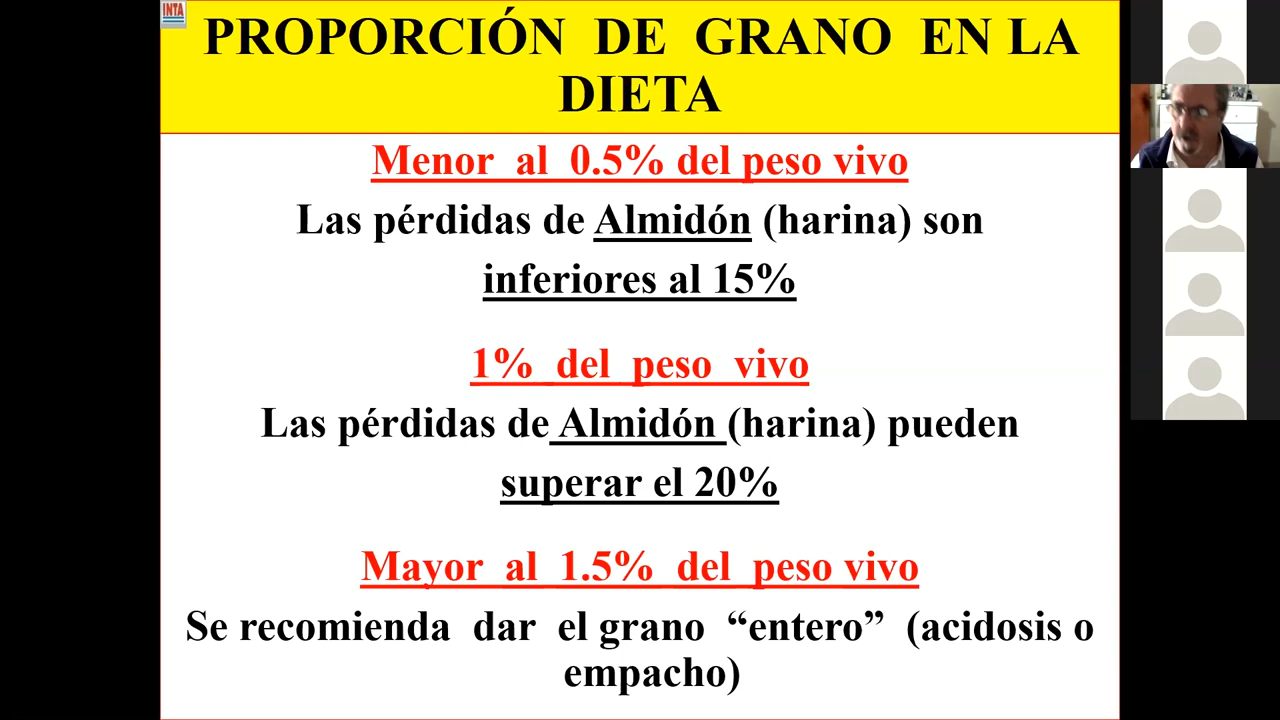 INTA
PROPORCIÓN DE GRANO EN LA
DIETA
Menor al 0.5% del peso vivo
Las pérdidas de Almidón (harina) son
inferiores al 15%
1% del peso vivo
Las pérdidas de Almidón (harina) pueden
superar el 20%
Mayor al 1.5% del peso vivo
Se recomienda dar el grano “entero” (acidosis o
empacho)